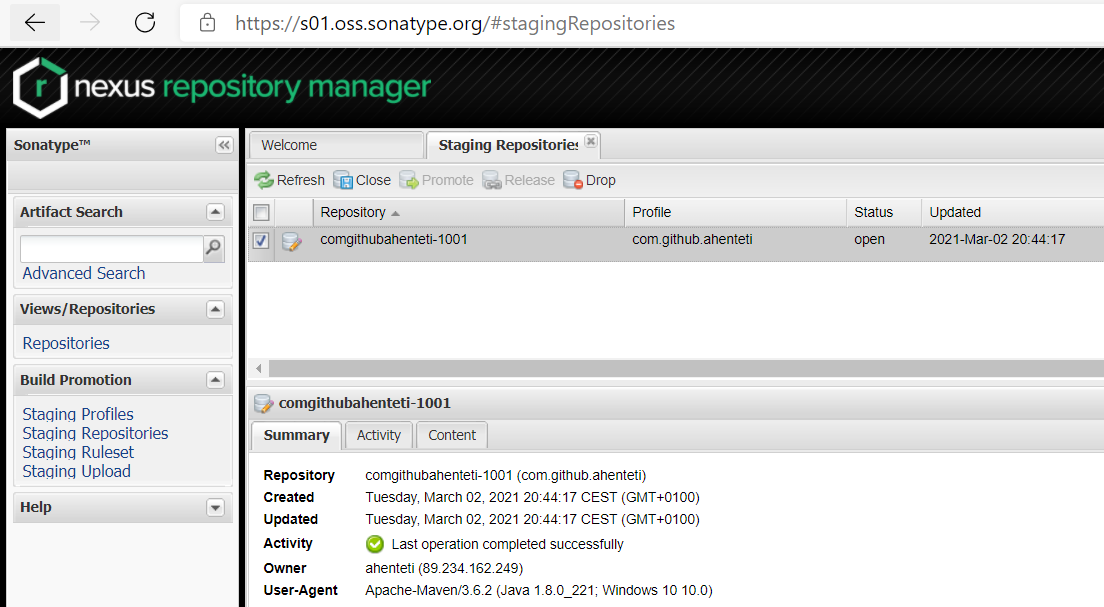 https://s01.oss.sonatype.org/#stagingRepositories
r nexus repository manager
Sonatype™
Welcome
Staging Repositories
Refresh Close Promote Release Drop
Artifact Search
Advanced Search
Views/Repositories
Repositories
Build Promotion
Staging Profiles
Staging Repositories
Staging Ruleset
Staging Upload
Help
Repository Profile Status Updated
comgithubahenteti-1001 com.github.ahenteti open 2021-Mar-02 20:44:17
comgithubahenteti-1001
Summary Activity Content
Repository comgithubahenteti-1001 (com.github.ahenteti)
Created Tuesday, March 02, 2021 20:44:17 CEST (GMT+0100)
Updated Tuesday, March 02, 2021 20:44:17 CEST (GMT+0100)
Activity Last operation completed successfully
Owner ahenteti (89.234.162.249)
User-Agent Apache-Maven/3.6.2 (Java 1.8.0_221; Windows 10 10.0)